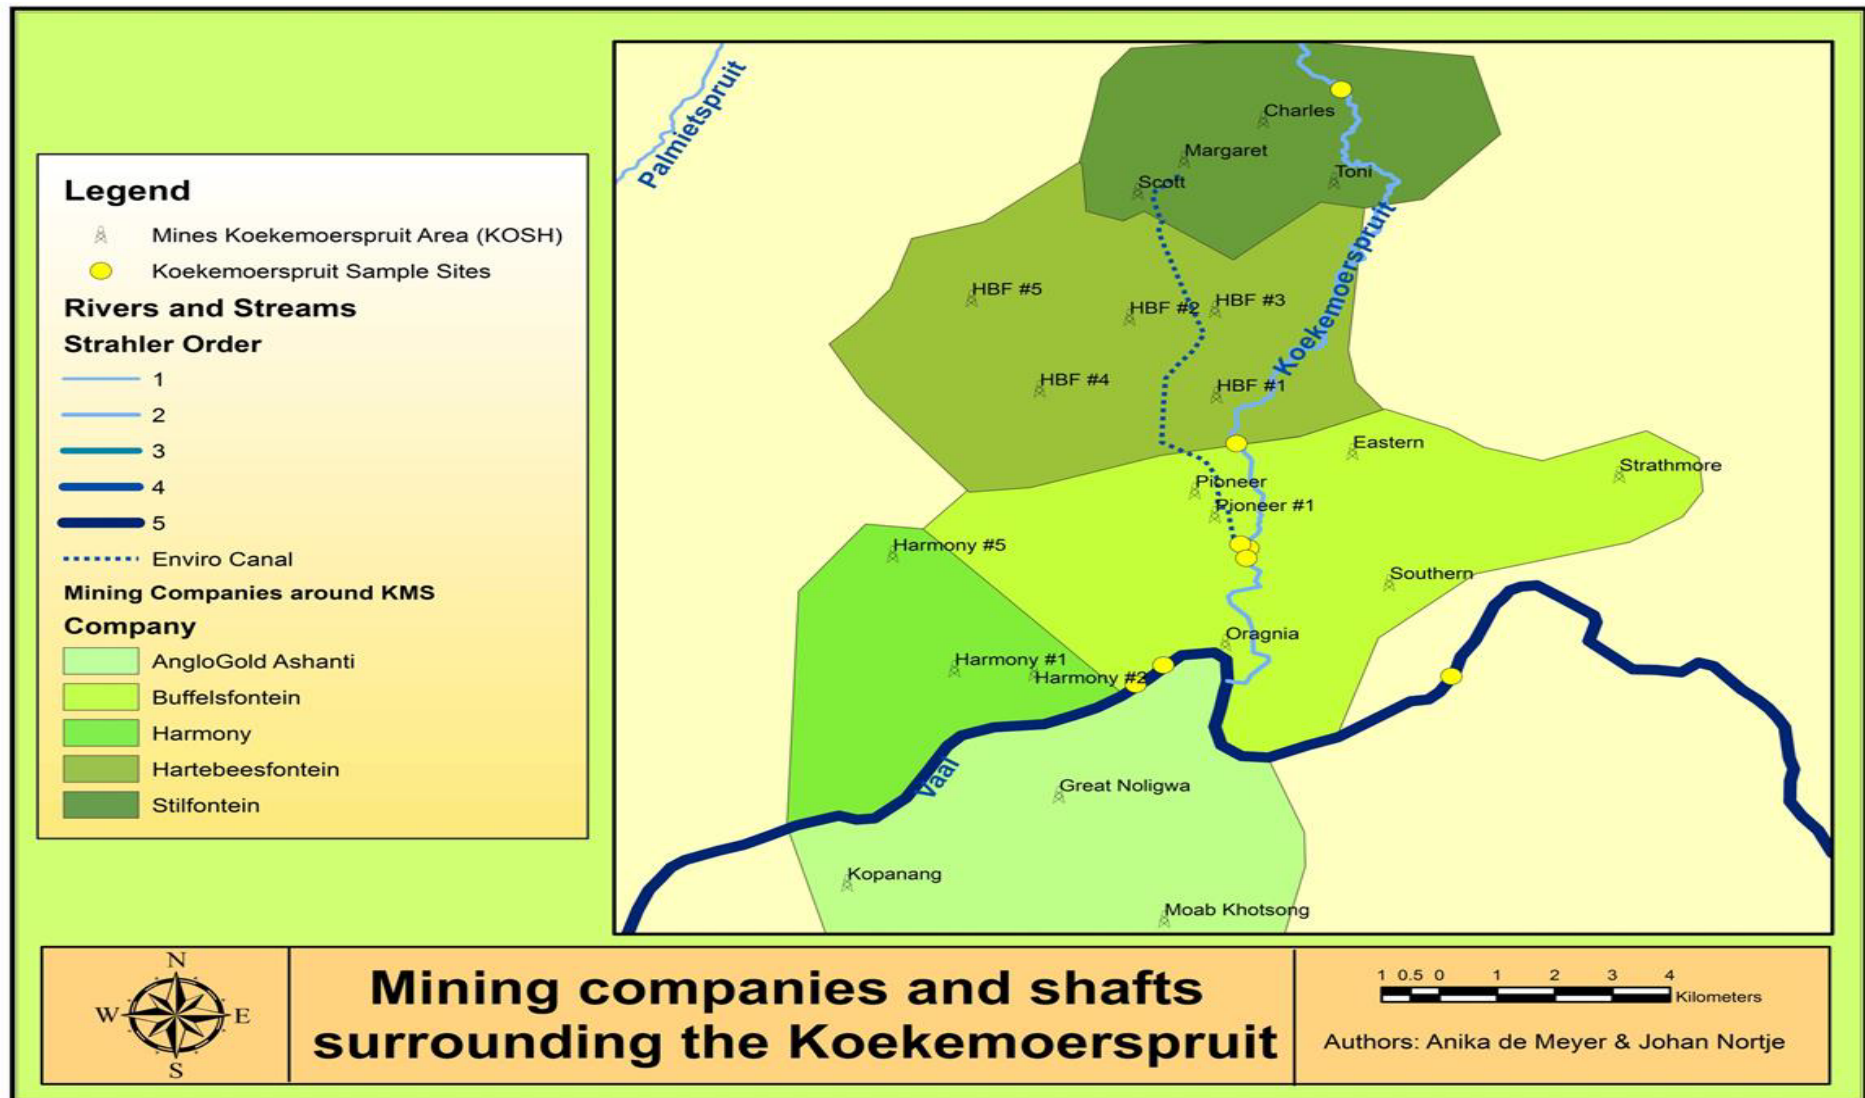 Legend
Mines Koekemoerspruit Area (KOSH)
Koekemoerspruit Sample Sites
Rivers and Streams
Strahler Order
1
2
3
4
5
Enviro Canal
Mining Companies around KMS
Company
AngloGold Ashanti
Buffelsfontein
Harmony
Hartebeesfontein
Stilfontein
Palmietspruit
Charles
Margaret
Scott
Toni
Koekemoerspruit
HBF #5
HBF #2
HBF #3
HBF #4
HBF #1
Eastern
Strathmore
Pioneer
Pioneer #1
Harmony #5
Southern
Oragnia
Harmony #1
Harmony #2
Vaal
Great Noligwa
Kopanang
Moab Khotsong
N
W E
S
Mining companies and shafts
surrounding the Koekemoerspruit
1 0.5 0 1 2 3 4
Kilometers
Authors: Anika de Meyer & Johan Nortje